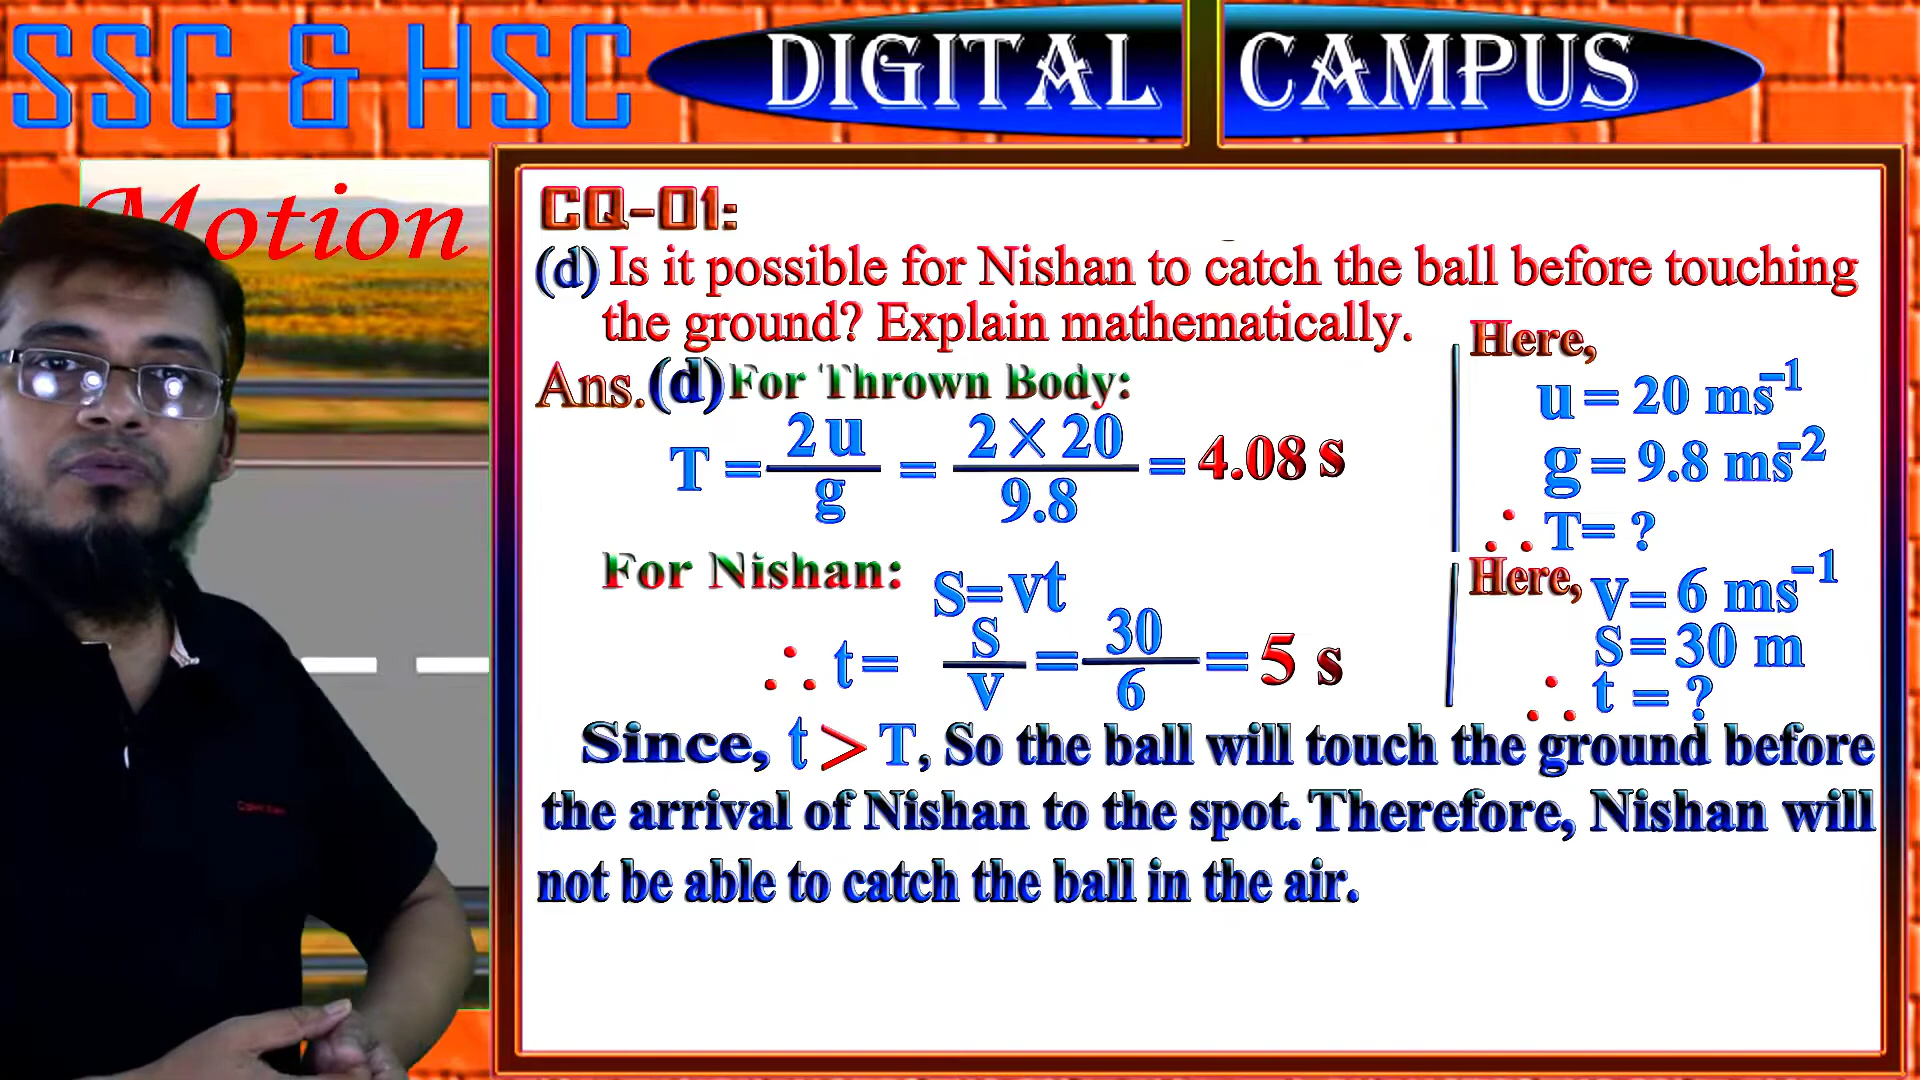 SSC & HSC DIGITAL CAMPUS
Motion
CQ-01:
(d) Is it possible for Nishan to catch the ball before touching
the ground? Explain mathematically.
Ans.(d) For Thrown Body:
T = 2u/g = 2 × 20/9.8 = 4.08 s
Here,
u = 20 ms⁻¹
g = 9.8 ms⁻²
∴ T= ?
For Nishan: S=vt
∴ t= s/v = 30/6 = 5 s
Here, v= 6 ms⁻¹
S=30 m
∴ t = ?
Since, t > T, So the ball will touch the ground before
the arrival of Nishan to the spot. Therefore, Nishan will
not be able to catch the ball in the air.